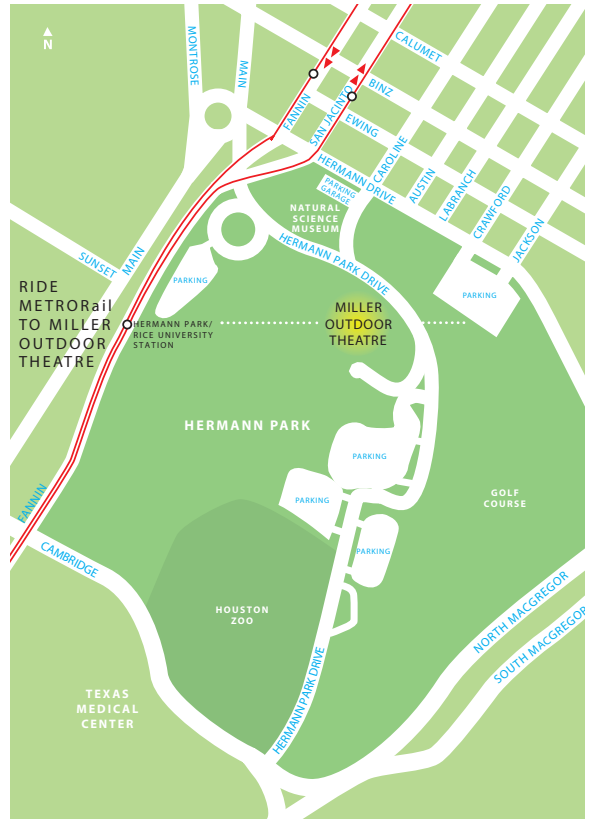 N
MONTROSE
MAIN
CALUMET
BINZ
FANNIN
SAN JACINTO
EWING
HERMANN DRIVE
CAROLINE
AUSTIN
LABRANCH
CRAWFORD
JACKSON
PARKING
GARAGE
NATURAL
SCIENCE
MUSEUM
HERMANN PARK DRIVE
SUNSET
MAIN
PARKING
PARKING
RIDE
METRORail
TO MILLER
OUTDOOR
THEATRE
HERMANN PARK/
RICE UNIVERSITY
STATION
MILLER
OUTDOOR
THEATRE
HERMANN PARK
PARKING
PARKING
GOLF
COURSE
FANNIN
CAMBRIDGE
PARKING
HOUSTON
ZOO
NORTH MACGREGOR
SOUTH MACGREGOR
HERMANN PARK DRIVE
TEXAS
MEDICAL
CENTER